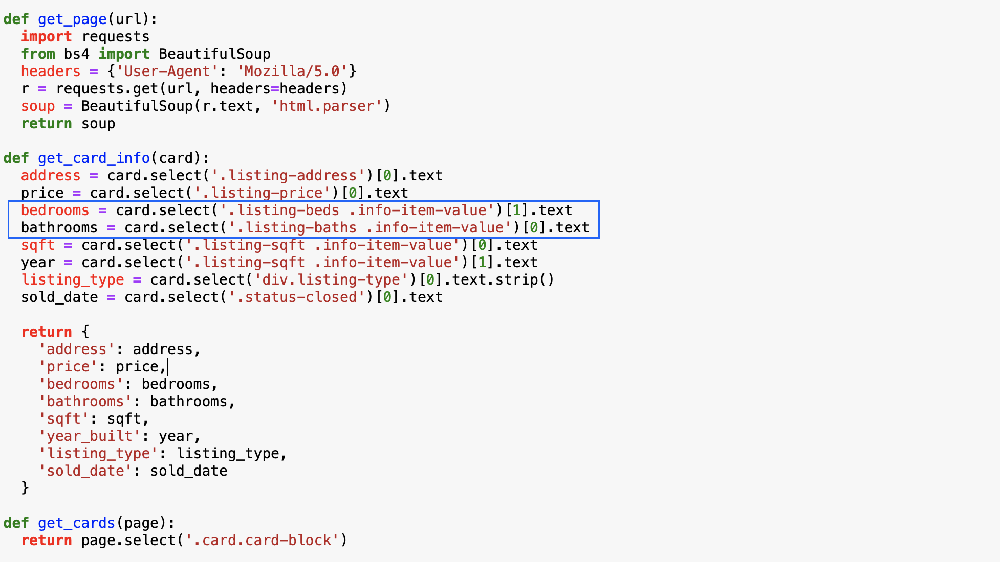 def get_page(url):
  import requests
  from bs4 import BeautifulSoup
  headers = {'User-Agent': 'Mozilla/5.0'}
  r = requests.get(url, headers=headers)
  soup = BeautifulSoup(r.text, 'html.parser')
  return soup

def get_card_info(card):
  address = card.select('.listing-address')[0].text
  price = card.select('.listing-price')[0].text
  bedrooms = card.select('.listing-beds .info-item-value')[1].text
  bathrooms = card.select('.listing-baths .info-item-value')[0].text
  sqft = card.select('.listing-sqft .info-item-value')[0].text
  year = card.select('.listing-sqft .info-item-value')[1].text
  listing_type = card.select('div.listing-type')[0].text.strip()
  sold_date = card.select('.status-closed')[0].text

  return {
    'address': address,
    'price': price,
    'bedrooms': bedrooms,
    'bathrooms': bathrooms,
    'sqft': sqft,
    'year_built': year,
    'listing_type': listing_type,
    'sold_date': sold_date
  }

def get_cards(page):
  return page.select('.card.card-block')